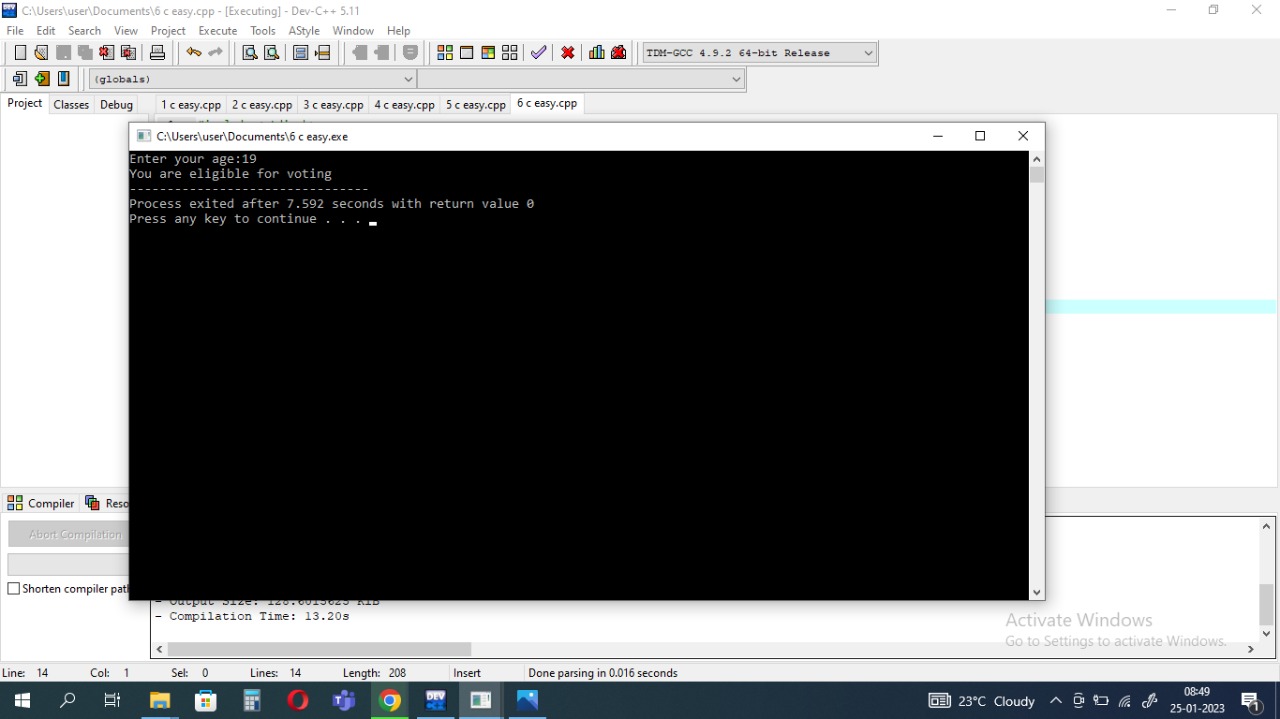 C:\Users\user\Documents\6 c easy.cpp - [Executing] - Dev-C++ 5.11
File Edit Search View Project Execute Tools AStyle Window Help
TDM-GCC 4.9.2 64-bit Release
(globals)
Project Classes Debug 1 c easy.cpp 2 c easy.cpp 3 c easy.cpp 4 c easy.cpp 5 c easy.cpp 6 c easy.cpp
C:\Users\user\Documents\6 c easy.exe
Enter your age:19
You are eligible for voting
--------------------------------
Process exited after 7.592 seconds with return value 0
Press any key to continue . . .
Compiler Reso
Abort Compilation
Shorten compiler path
- Output Size: 128.6015625 KiB
- Compilation Time: 13.20s
Activate Windows
Go to Settings to activate Windows.
Line: 14 Col: 1 Sel: 0 Lines: 14 Length: 208 Insert Done parsing in 0.016 seconds
DEV
23°C Cloudy
08:49
25-01-2023
1